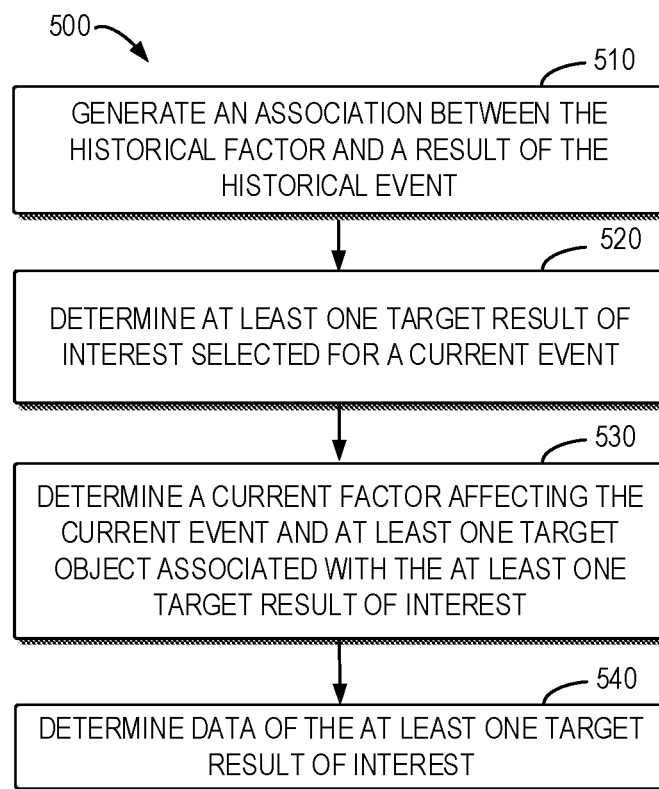 500
510
GENERATE AN ASSOCIATION BETWEEN THE
HISTORICAL FACTOR AND A RESULT OF THE
HISTORICAL EVENT
520
DETERMINE AT LEAST ONE TARGET RESULT OF
INTEREST SELECTED FOR A CURRENT EVENT
530
DETERMINE A CURRENT FACTOR AFFECTING THE
CURRENT EVENT AND AT LEAST ONE TARGET
OBJECT ASSOCIATED WITH THE AT LEAST ONE
TARGET RESULT OF INTEREST
540
DETERMINE DATA OF THE AT LEAST ONE TARGET
RESULT OF INTEREST